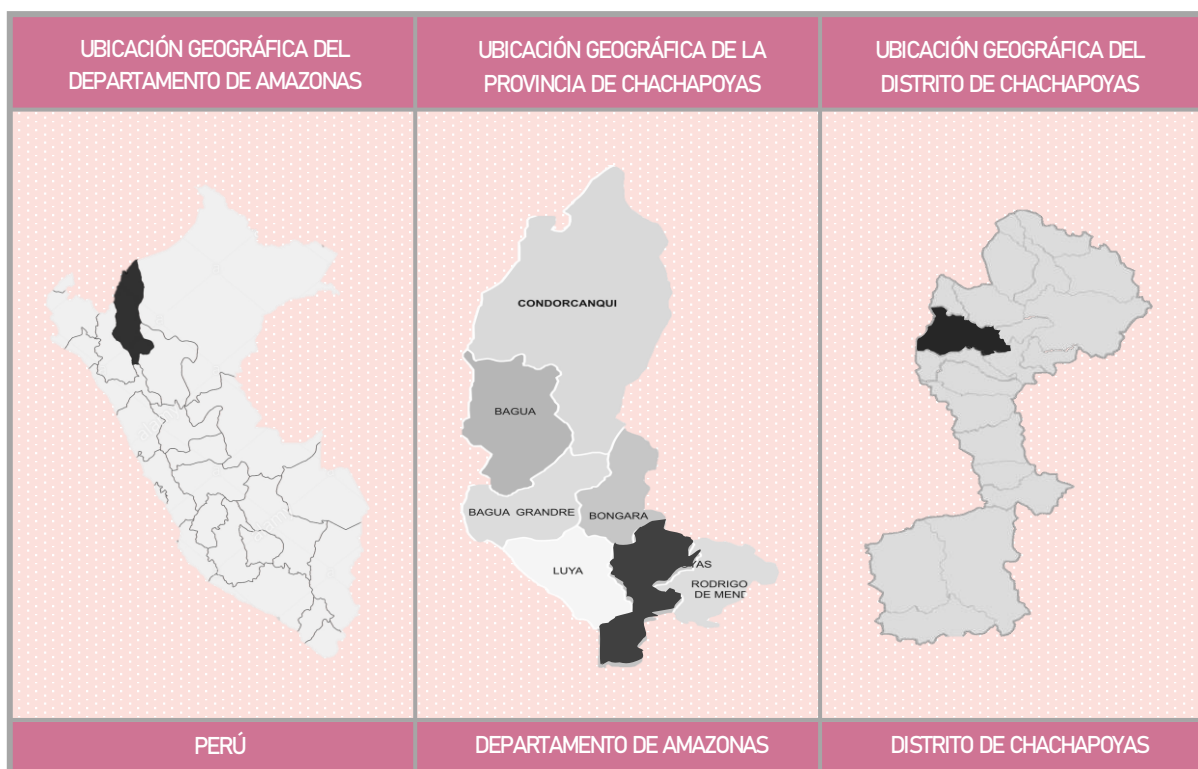 UBICACIÓN GEOGRÁFICA DEL
DEPARTAMENTO DE AMAZONAS
UBICACIÓN GEOGRÁFICA DE LA
PROVINCIA DE CHACHAPOYAS
UBICACIÓN GEOGRÁFICA DEL
DISTRITO DE CHACHAPOYAS
CONDORCANQUI
BAGUA
BAGUA GRANDRE
BONGARA
LUYA
YAS
RODRIGO
DE MEND
PERÚ
DEPARTAMENTO DE AMAZONAS
DISTRITO DE CHACHAPOYAS